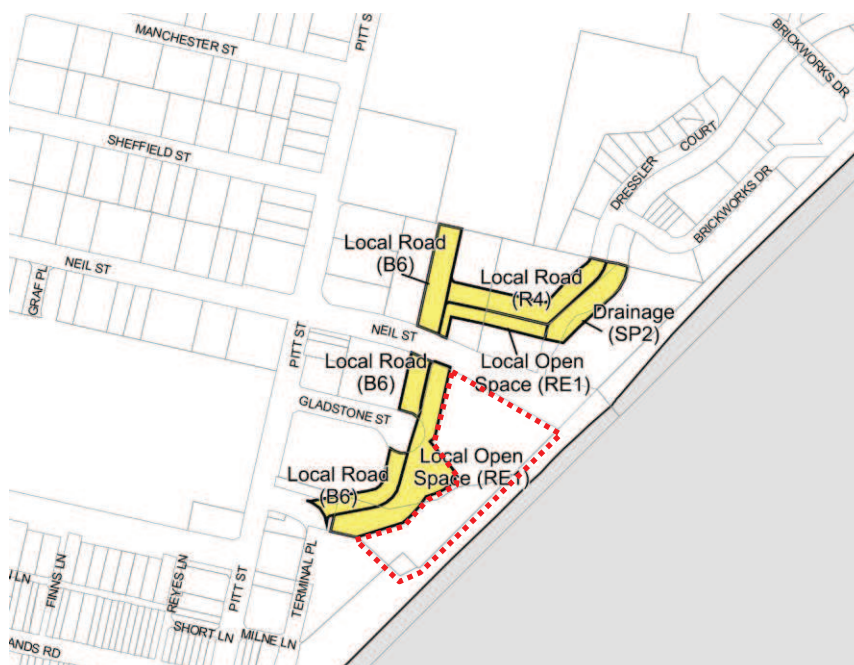 MANCHESTER ST
PITT ST
BRICKWORKS DR
SHEFFIELD ST
DRESSLER
COURT
BRICKWORKS DR
Local Road
(B6)
NEIL ST
GRAF PL
Local Road
(R4)
Drainage
(SP2)
NEIL ST
PITT ST
Local Open
Space (RE1)
Local Road
(B6)
GLADSTONE ST
Local Open
Space (RE1)
Local Road
(B6)
FINNS LN
REYES LN
PITT ST
TERMINAL PL
LN
SHORT LN
MILNE LN
ANDS RD